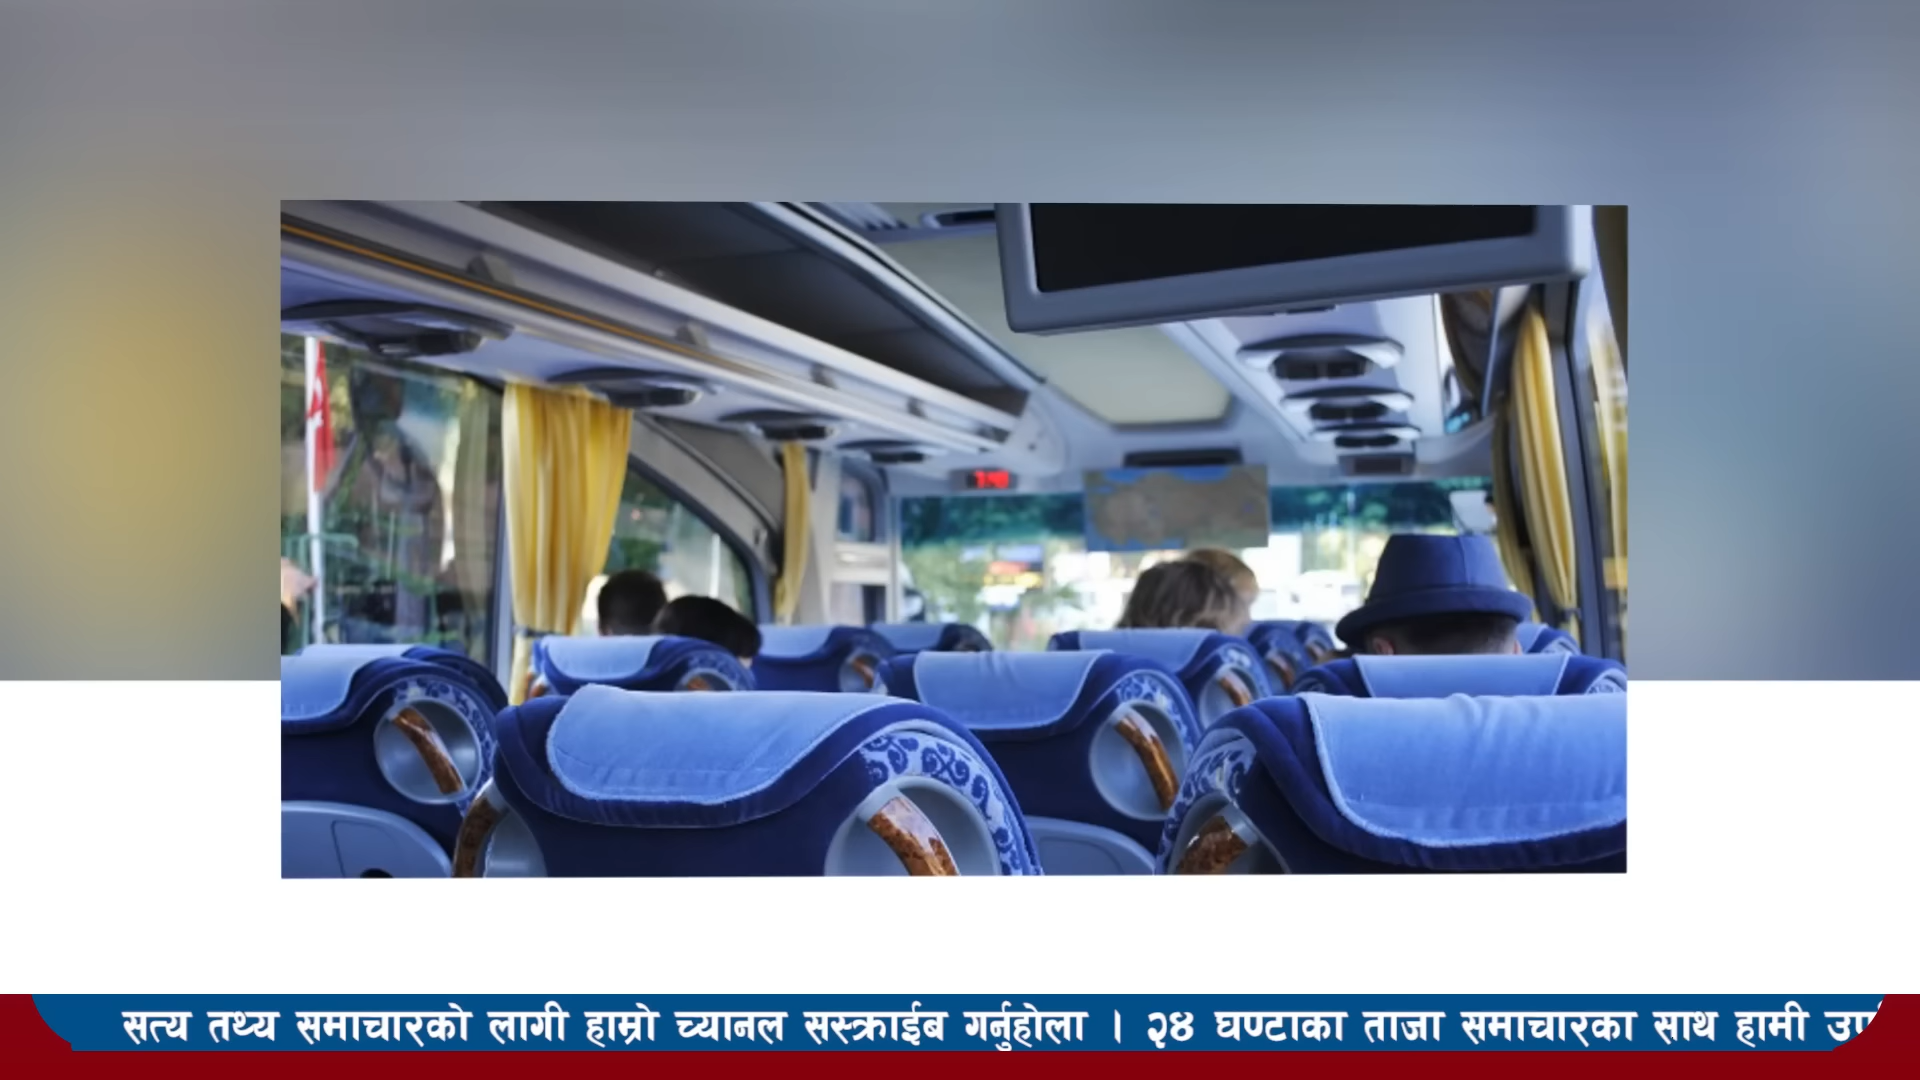 सत्य तथ्य समाचारको लागी हाम्रो च्यानल सस्क्राईब गर्नुहोला । २४ घण्टाका ताजा समाचारका साथ हामी